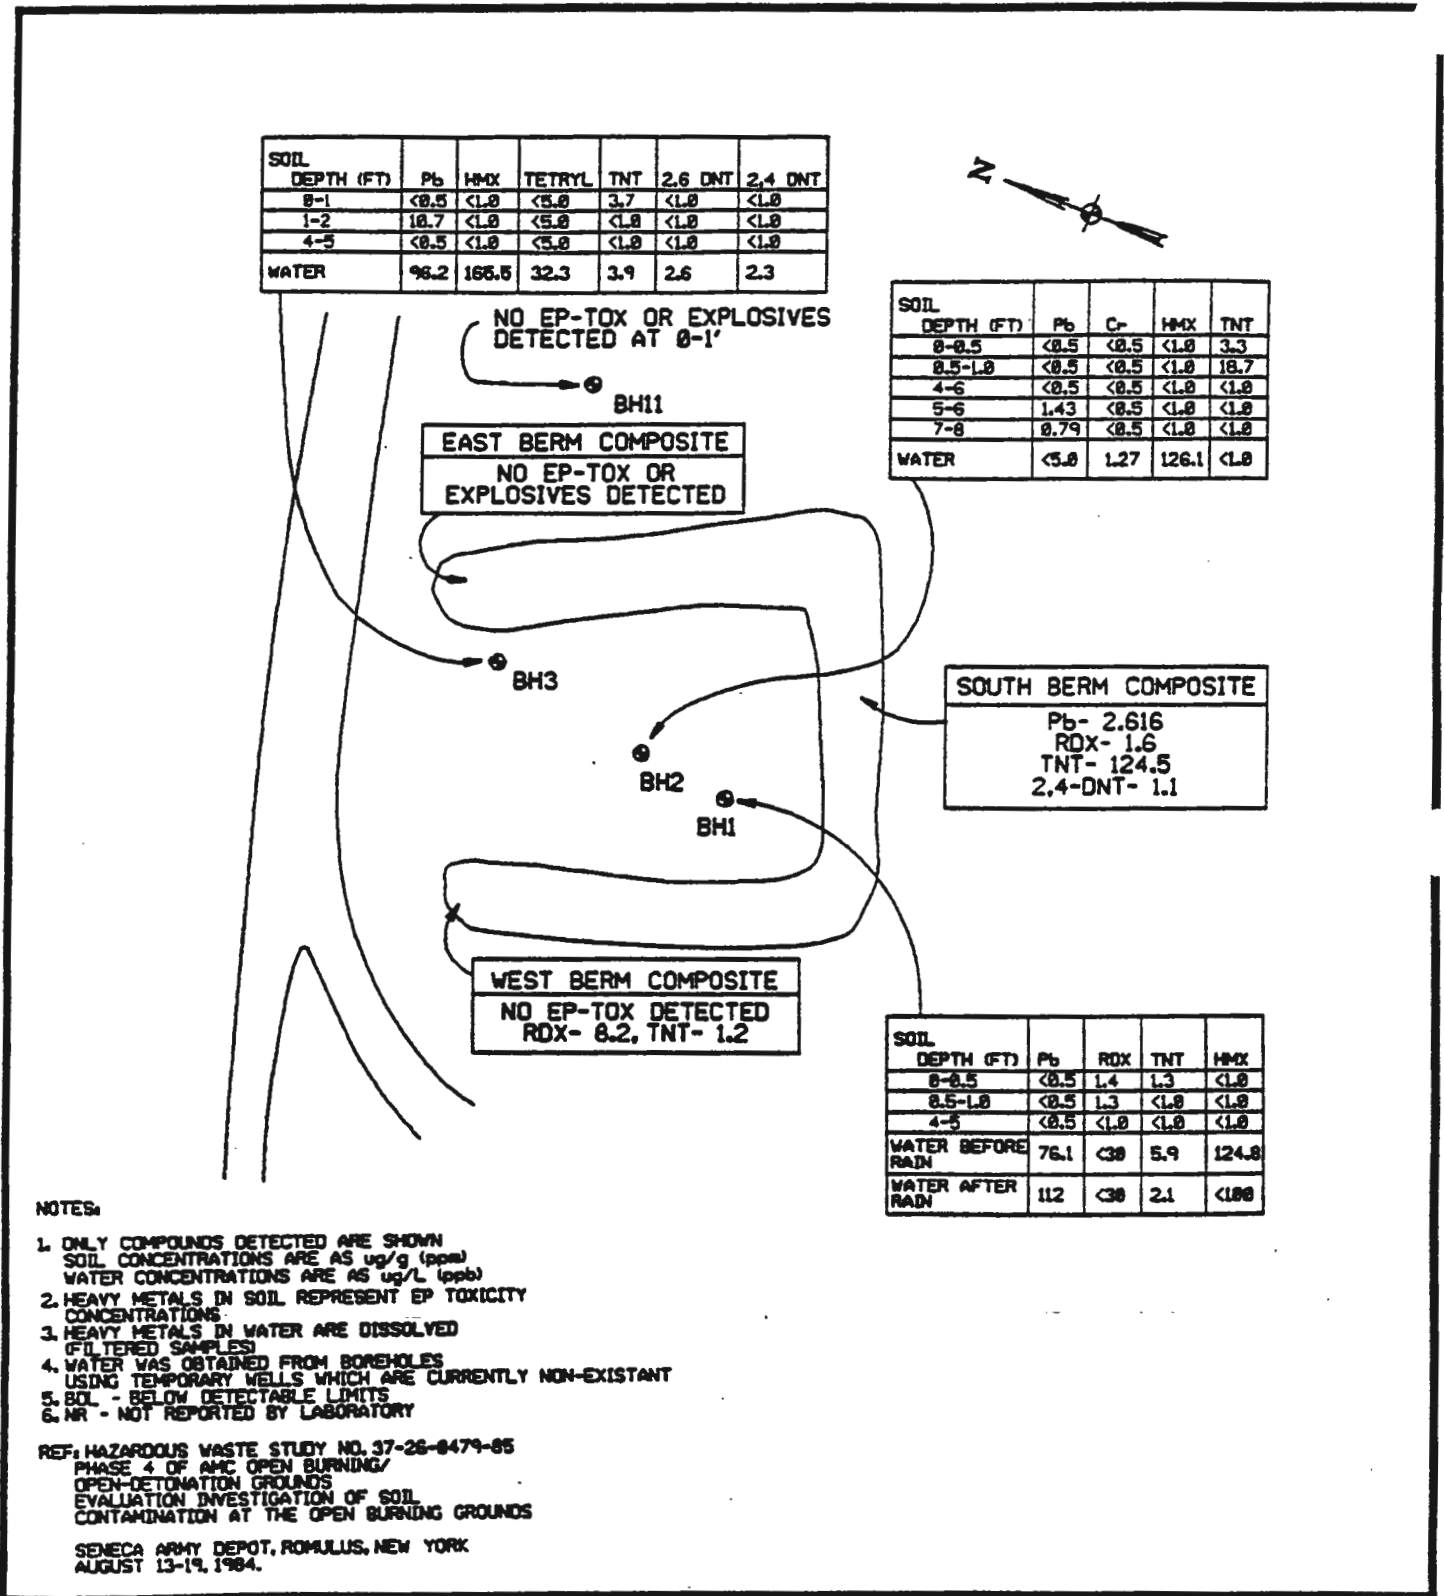 SOIL
DEPTH (FT) Pb HMX TETRYL TNT 2,6 DNT 2,4 DNT
0-1 <0.5 <1.0 <5.0 3.7 <1.0 <1.0
1-2 10.7 <1.0 <5.0 <1.0 <1.0 <1.0
4-5 <0.5 <1.0 <5.0 <1.0 <1.0 <1.0
WATER 96.2 32.3 3.9 2.6 2.3
N
NO EP-TOX OR EXPLOSIVES
DETECTED AT 0-1'
BH11
SOIL
DEPTH (FT) Pb Cr HMX TNT
0-0.5 <0.5 <0.5 <1.0 3.3
0.5-1.0 <0.5 <0.5 <1.0 18.7
4-6 <0.5 <0.5 <1.0 <1.0
5-6 1.43 <0.5 <1.0 <1.0
7-8 0.79 <0.5 <1.0 <1.0
WATER <5.0 1.27 126.1 <1.0
EAST BERM COMPOSITE
NO EP-TOX OR
EXPLOSIVES DETECTED
BH3
SOUTH BERM COMPOSITE
Pb- 2.616
RDX- 1.6
TNT- 124.5
2,4-DNT- 1.1
BH2
BH1
WEST BERM COMPOSITE
NO EP-TOX DETECTED
RDX- 8.2, TNT- 1.2
SOIL
DEPTH (FT) Pb RDX TNT HMX
0-0.5 <0.5 1.4 1.3 <1.0
0.5-1.0 <0.5 1.3 <1.0 <1.0
4-5 <0.5 <1.0 <1.0 <1.0
WATER BEFORE
RAIN 76.1 <30 5.9 124.8
WATER AFTER
RAIN 112 <30 2.1 <100
NOTES:
1. ONLY COMPOUNDS DETECTED ARE SHOWN
SOIL CONCENTRATIONS ARE AS ug/g (ppm)
WATER CONCENTRATIONS ARE AS ug/L (ppb)
2. HEAVY METALS IN SOIL REPRESENT EP TOXICITY
CONCENTRATIONS
3. HEAVY METALS IN WATER ARE DISSOLVED
(FILTERED SAMPLES)
4. WATER WAS OBTAINED FROM BOREHOLES
USING TEMPORARY WELLS WHICH ARE CURRENTLY NON-EXISTANT
5. BDL - BELOW DETECTABLE LIMITS
6. NR - NOT REPORTED BY LABORATORY
REF: HAZARDOUS WASTE STUDY NO. 37-26-0479-85
PHASE 4 OF AMC OPEN BURNING/
OPEN-DETONATION GROUNDS
EVALUATION INVESTIGATION OF SOIL
CONTAMINATION AT THE OPEN BURNING GROUNDS
SENECA ARMY DEPOT, ROMULUS, NEW YORK
AUGUST 13-19, 1984.